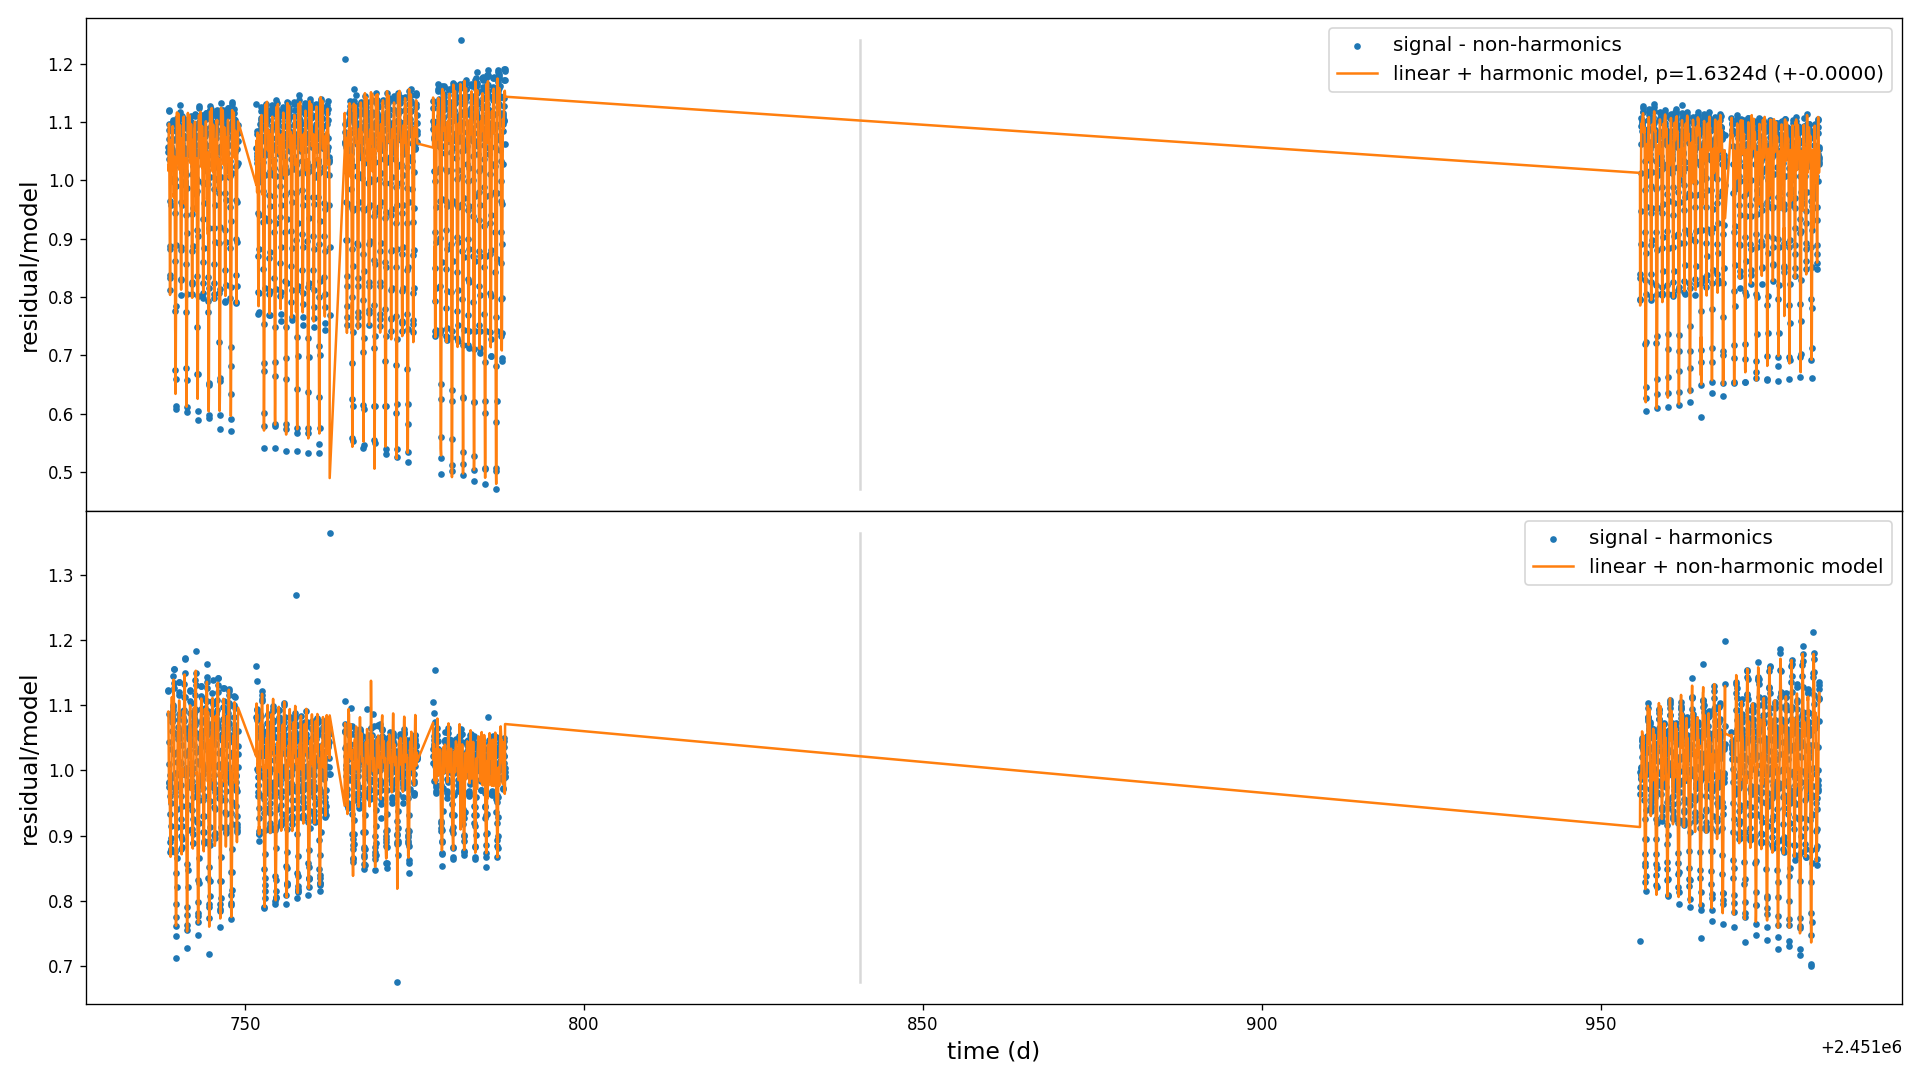 signal - non-harmonics
linear + harmonic model, p=1.6324d (+-0.0000)
1.2
1.1
1.0
0.9
0.8
0.7
0.6
0.5
residual/model
signal - harmonics
linear + non-harmonic model
1.3
1.2
1.1
1.0
0.9
0.8
0.7
residual/model
750
800
850
900
950
time (d)
+2.451e6